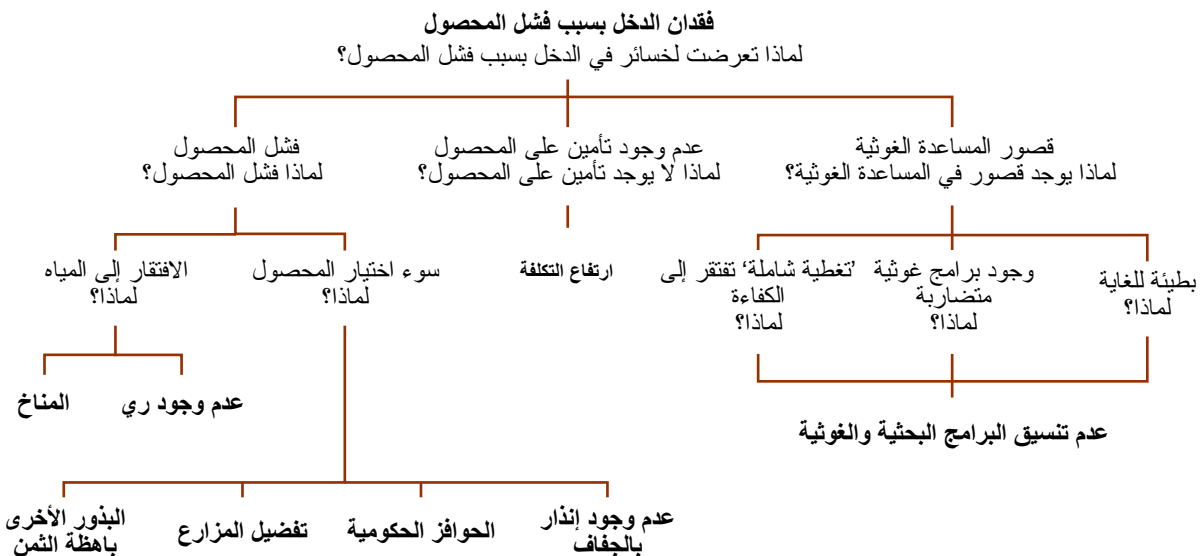 فقدان الدخل بسبب فشل المحصول
لماذا تعرضت لخسائر في الدخل بسبب فشل المحصول؟
قصور المساعدة الغوثية
لماذا يوجد قصور في المساعدة الغوثية؟
عدم وجود تأمين على المحصول
لماذا لا يوجد تأمين على المحصول؟
فشل المحصول
لماذا فشل المحصول؟
بطيئة للغاية
لماذا؟
وجود برامج غوثية
متضاربة
لماذا؟
’تغطية شاملة‘ تفتقر إلى
الكفاءة
لماذا؟
ارتفاع التكلفة
سوء اختيار المحصول
لماذا؟
الافتقار إلى المياه
لماذا؟
عدم تنسيق البرامج البحثية والغوثية
عدم وجود ري
المناخ
عدم وجود إنذار
بالجفاف
الحوافز الحكومية
تفضيل المزارع
البذور الأخرى
باهظة الثمن